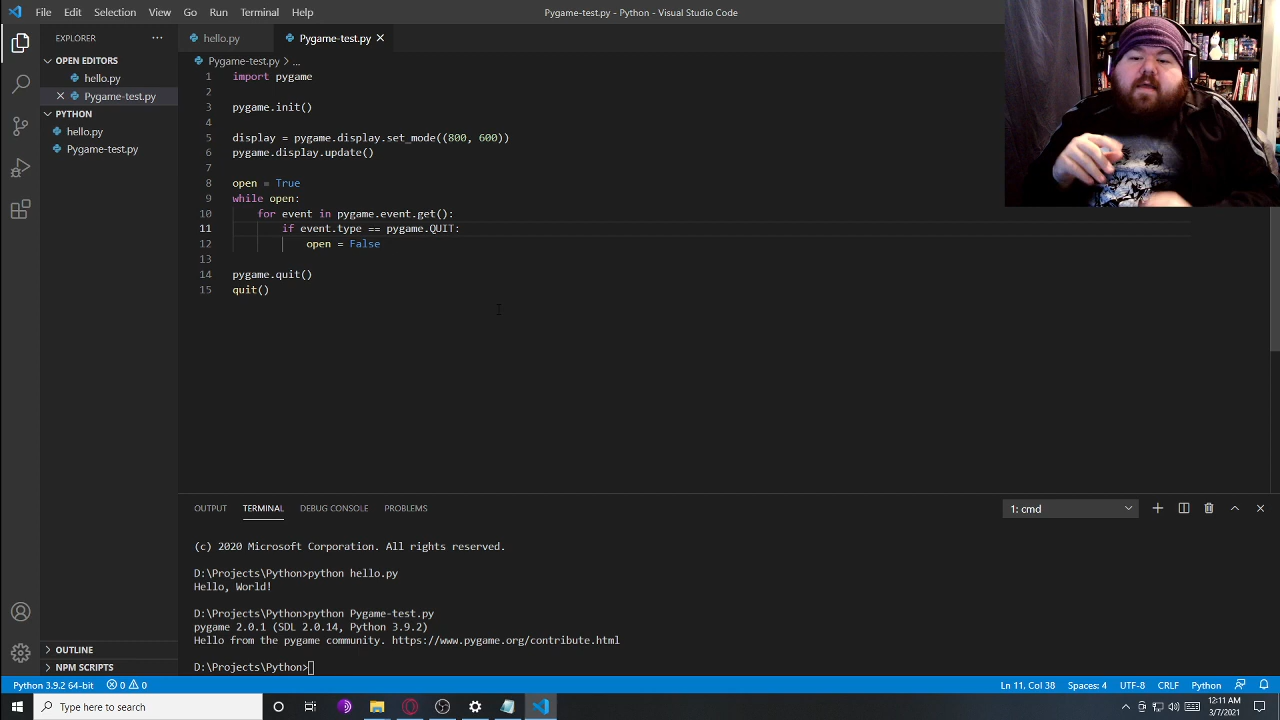 File Edit Selection View Go Run Terminal Help
Pygame-test.py - Python - Visual Studio Code
EXPLORER
OPEN EDITORS
hello.py
Pygame-test.py
PYTHON
hello.py
Pygame-test.py
OUTLINE
NPM SCRIPTS
hello.py Pygame-test.py
Pygame-test.py > ...
1 import pygame
2
3 pygame.init()
4
5 display = pygame.display.set_mode((800, 600))
6 pygame.display.update()
7
8 open = True
9 while open:
10 for event in pygame.event.get():
11 if event.type == pygame.QUIT:
12 open = False
13
14 pygame.quit()
15 quit()
OUTPUT TERMINAL DEBUG CONSOLE PROBLEMS
1: cmd
(c) 2020 Microsoft Corporation. All rights reserved.
D:\Projects\Python>python hello.py
Hello, World!
D:\Projects\Python>python Pygame-test.py
pygame 2.0.1 (SDL 2.0.14, Python 3.9.2)
Hello from the pygame community. https://www.pygame.org/contribute.html
D:\Projects\Python>
Python 3.9.2 64-bit 0 0 Ln 11, Col 38 Spaces: 4 UTF-8 CRLF Python
Type here to search
12:11 AM
3/7/2021